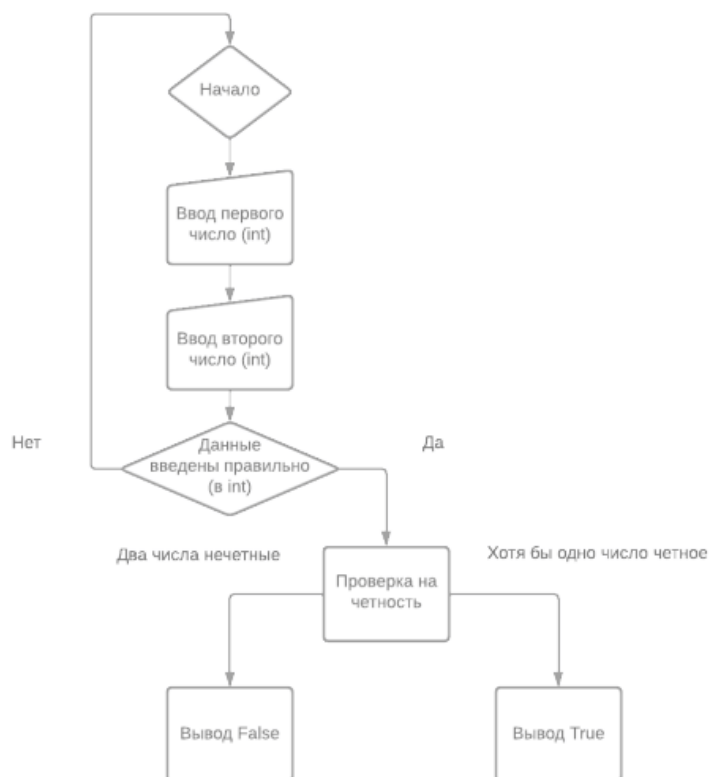 Начало
Ввод первого
число (int)
Ввод второго
число (int)
Нет
Данные
введены правильно
(в int)
Да
Два числа нечетные
Хотя бы одно число четное
Проверка на
четность
Вывод False
Вывод True